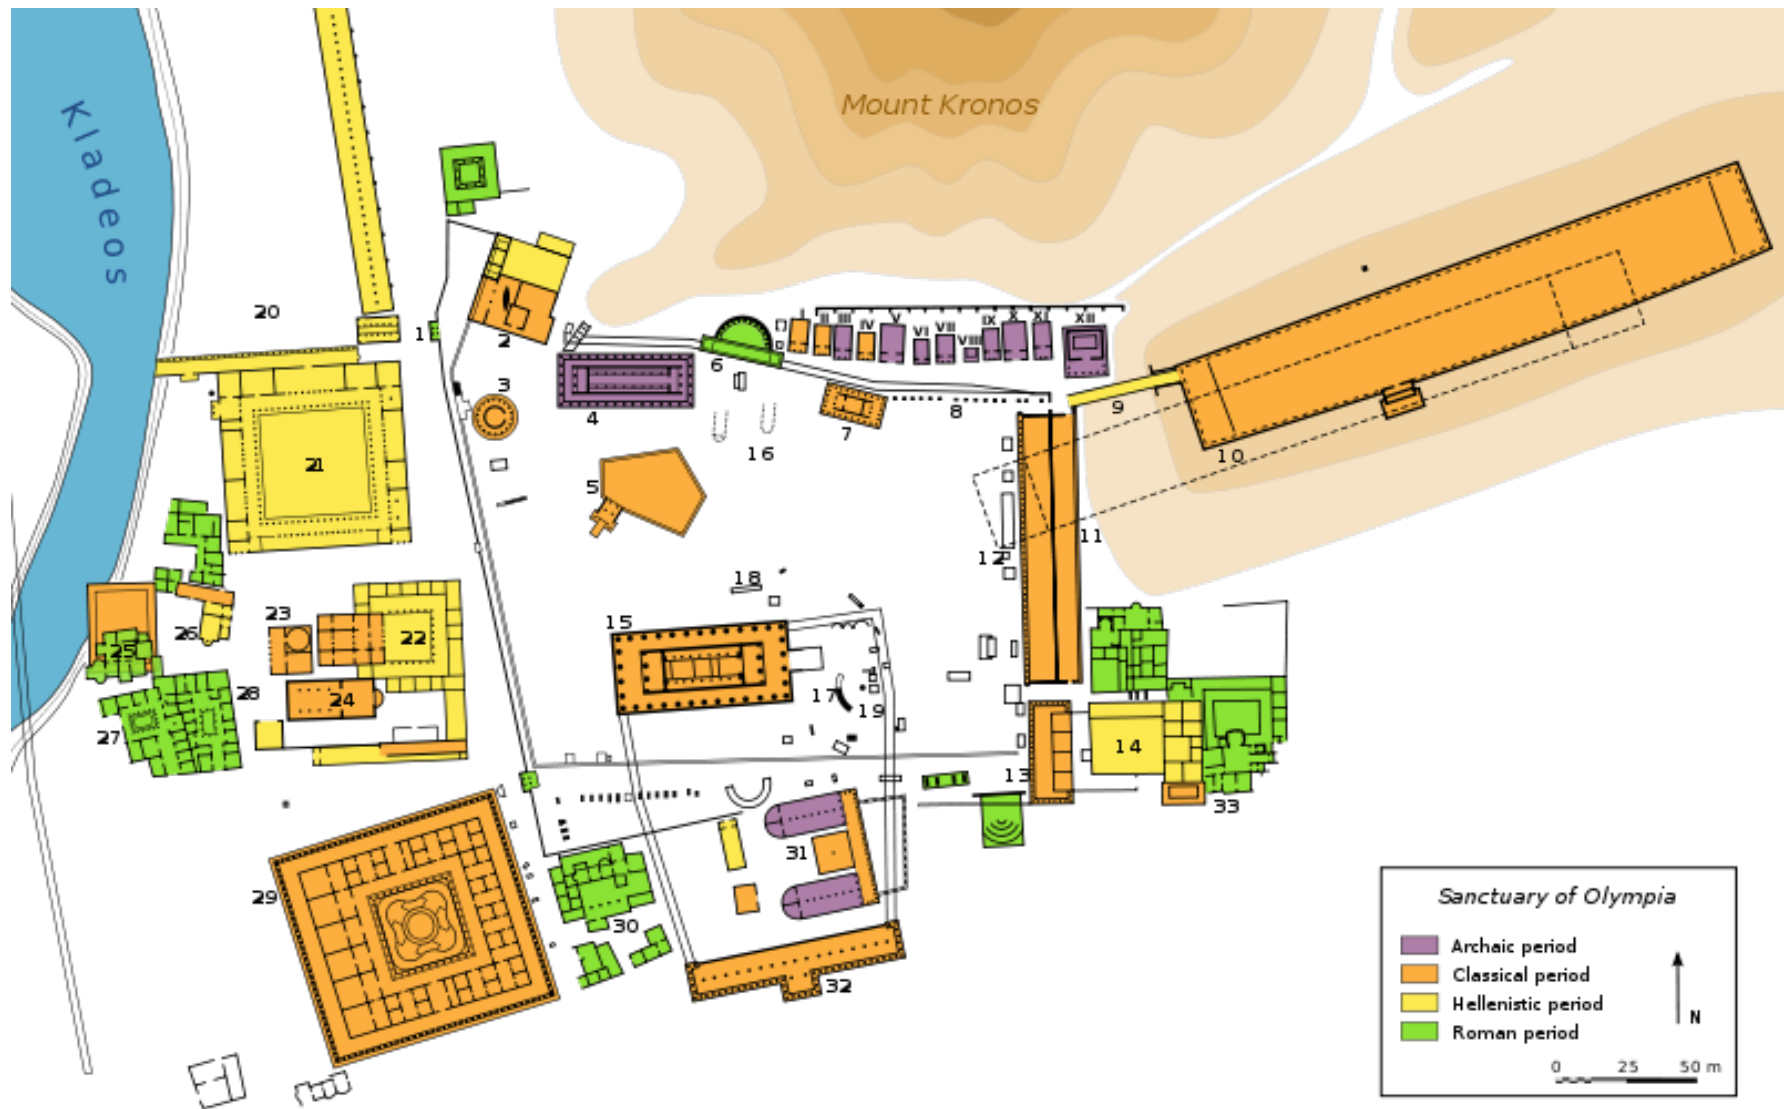 Kladeos
Mount Kronos
20
1
2
3
4
5
6
7
8
9
10
11
12
16
I
II
III
IV
V
VI
VII
VIII
IX
X
XI
XII
21
18
15
17
19
22
23
24
25
26
27
28
13
14
33
29
30
31
32
Sanctuary of Olympia
Archaic period
Classical period
Hellenistic period
Roman period
N
0 25 50 m